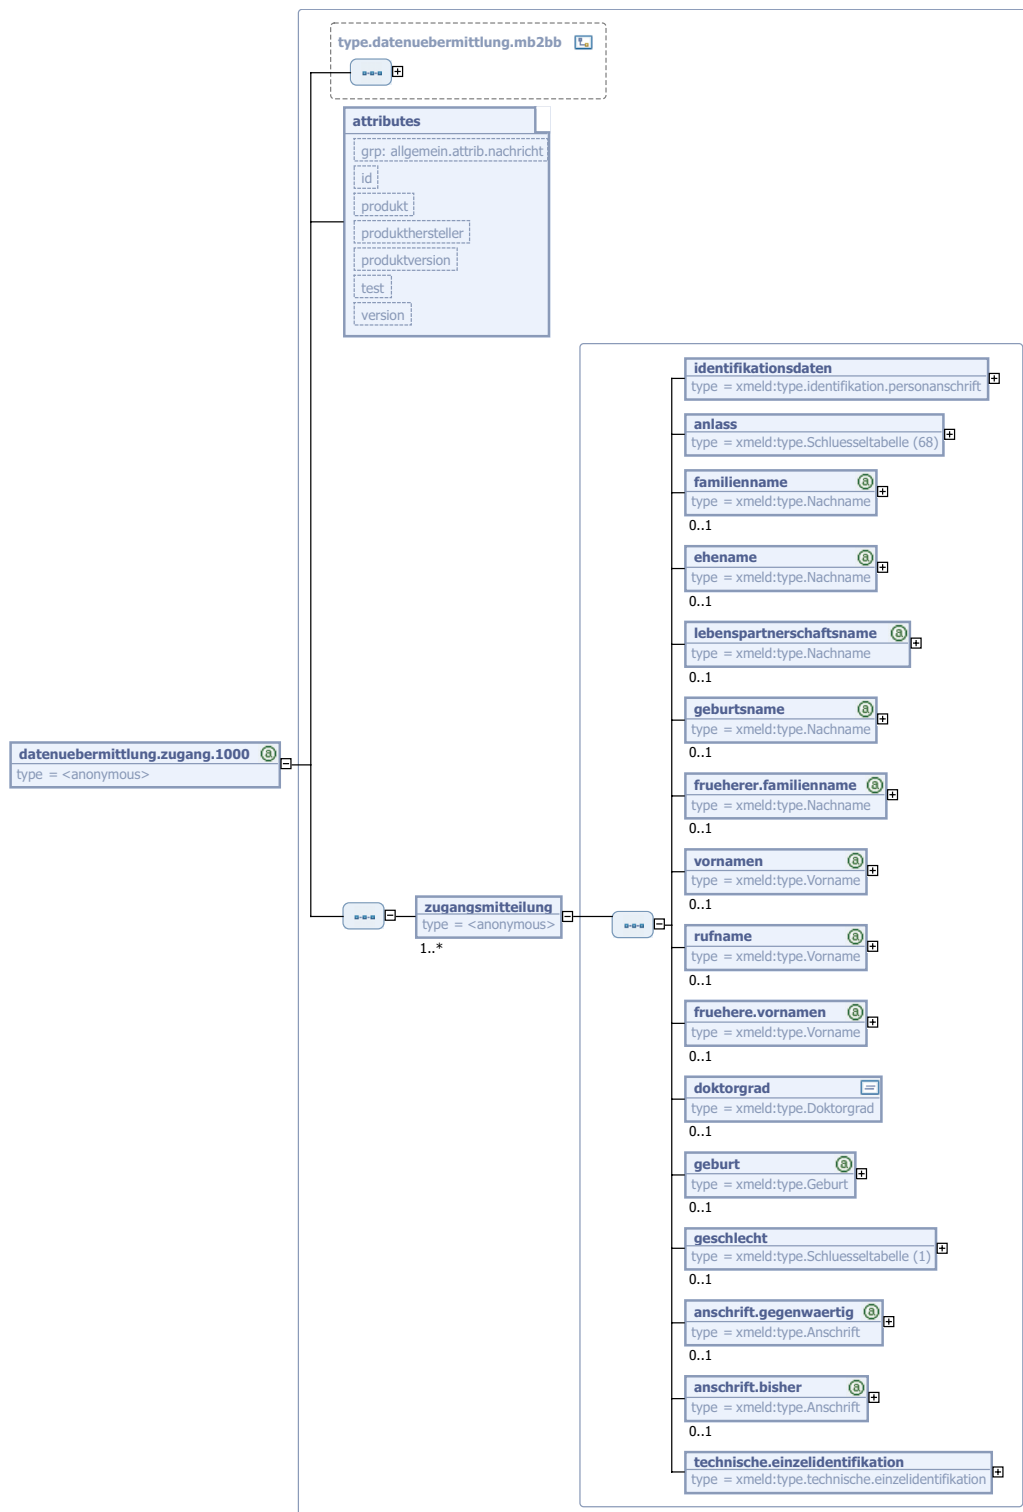 type.datenuebermittlung.mb2bb
attributes
grp: allgemein.attrib.nachricht
id
produkt
produkthersteller
produktversion
test
version
identifikationsdaten
type = xmeld:type.identifikation.personanschrift
anlass
type = xmeld:type.Schluesseltabelle (68)
familienname
type = xmeld:type.Nachname
0..1
ehename
type = xmeld:type.Nachname
0..1
lebenspartnerschaftsname
type = xmeld:type.Nachname
0..1
geburtsname
type = xmeld:type.Nachname
0..1
datenuebermittlung.zugang.1000
type = <anonymous>
frueherer.familienname
type = xmeld:type.Nachname
0..1
vornamen
type = xmeld:type.Vorname
0..1
zugangsmitteilung
type = <anonymous>
1..*
rufname
type = xmeld:type.Vorname
0..1
fruehere.vornamen
type = xmeld:type.Vorname
0..1
doktorgrad
type = xmeld:type.Doktorgrad
0..1
geburt
type = xmeld:type.Geburt
0..1
geschlecht
type = xmeld:type.Schluesseltabelle (1)
0..1
anschrift.gegenwaertig
type = xmeld:type.Anschrift
0..1
anschrift.bisher
type = xmeld:type.Anschrift
0..1
technische.einzelidentifikation
type = xmeld:type.technische.einzelidentifikation